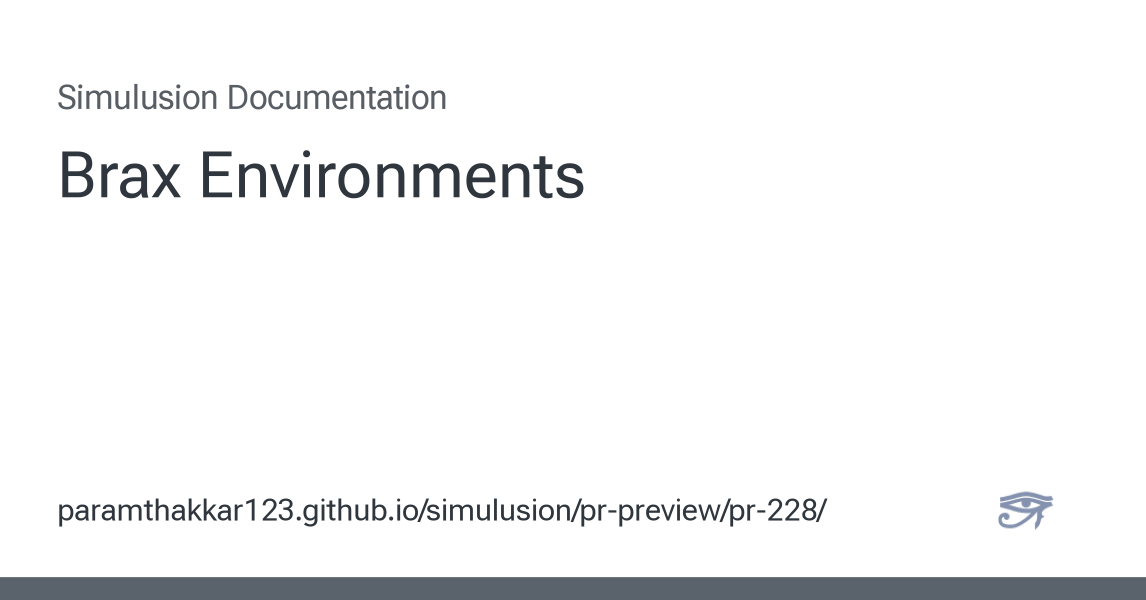 Simulusion Documentation
Brax Environments
paramthakkar123.github.io/simulusion/pr-preview/pr-228/